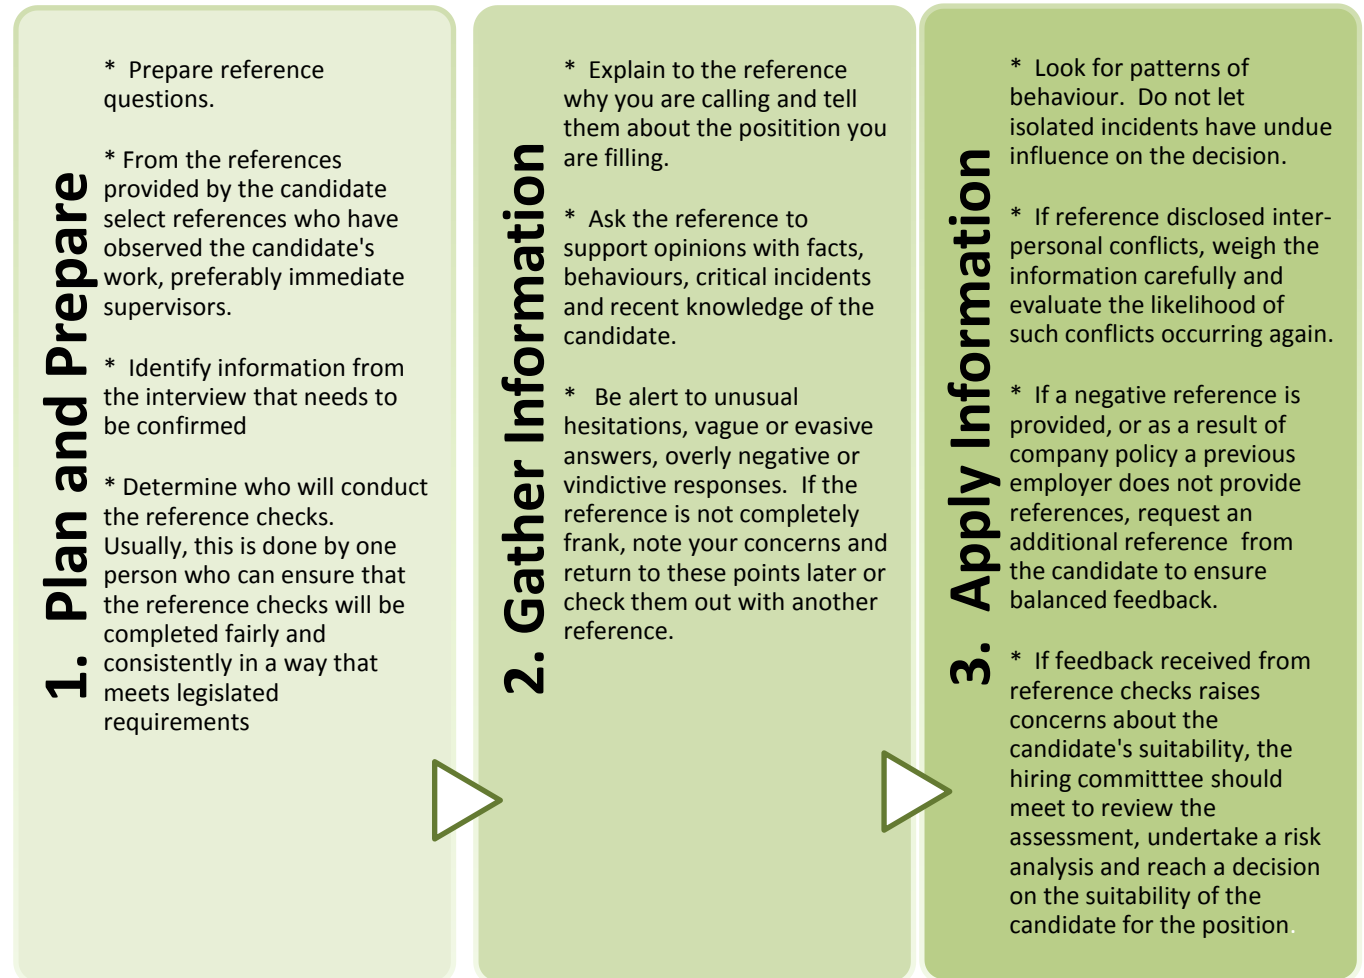 1. Plan and Prepare
* Prepare reference
questions.
* From the references
provided by the candidate
select references who have
observed the candidate's
work, preferably immediate
supervisors.
* Identify information from
the interview that needs to
be confirmed
* Determine who will conduct
the reference checks.
Usually, this is done by one
person who can ensure that
the reference checks will be
completed fairly and
consistently in a way that
meets legislated
requirements
2. Gather Information
* Explain to the reference
why you are calling and tell
them about the positition you
are filling.
* Ask the reference to
support opinions with facts,
behaviours, critical incidents
and recent knowledge of the
candidate.
* Be alert to unusual
hesitations, vague or evasive
answers, overly negative or
vindictive responses. If the
reference is not completely
frank, note your concerns and
return to these points later or
check them out with another
reference.
3. Apply Information
* Look for patterns of
behaviour. Do not let
isolated incidents have undue
influence on the decision.
* If reference disclosed inter-
personal conflicts, weigh the
information carefully and
evaluate the likelihood of
such conflicts occurring again.
* If a negative reference is
provided, or as a result of
company policy a previous
employer does not provide
references, request an
additional reference from
the candidate to ensure
balanced feedback.
* If feedback received from
reference checks raises
concerns about the
candidate's suitability, the
hiring committtee should
meet to review the
assessment, undertake a risk
analysis and reach a decision
on the suitability of the
candidate for the position.